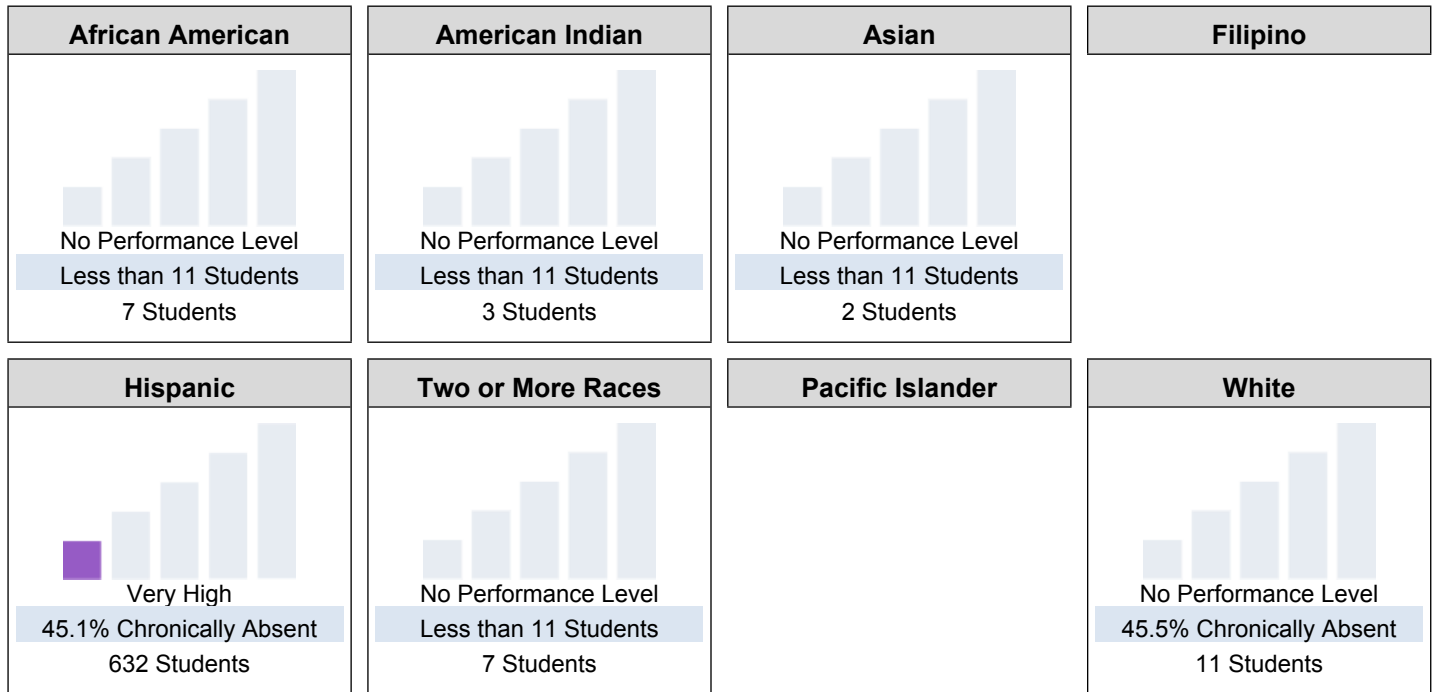 African American
No Performance Level
Less than 11 Students
7 Students
American Indian
No Performance Level
Less than 11 Students
3 Students
Asian
No Performance Level
Less than 11 Students
2 Students
Filipino
Hispanic
Very High
45.1% Chronically Absent
632 Students
Two or More Races
No Performance Level
Less than 11 Students
7 Students
Pacific Islander
White
No Performance Level
45.5% Chronically Absent
11 Students